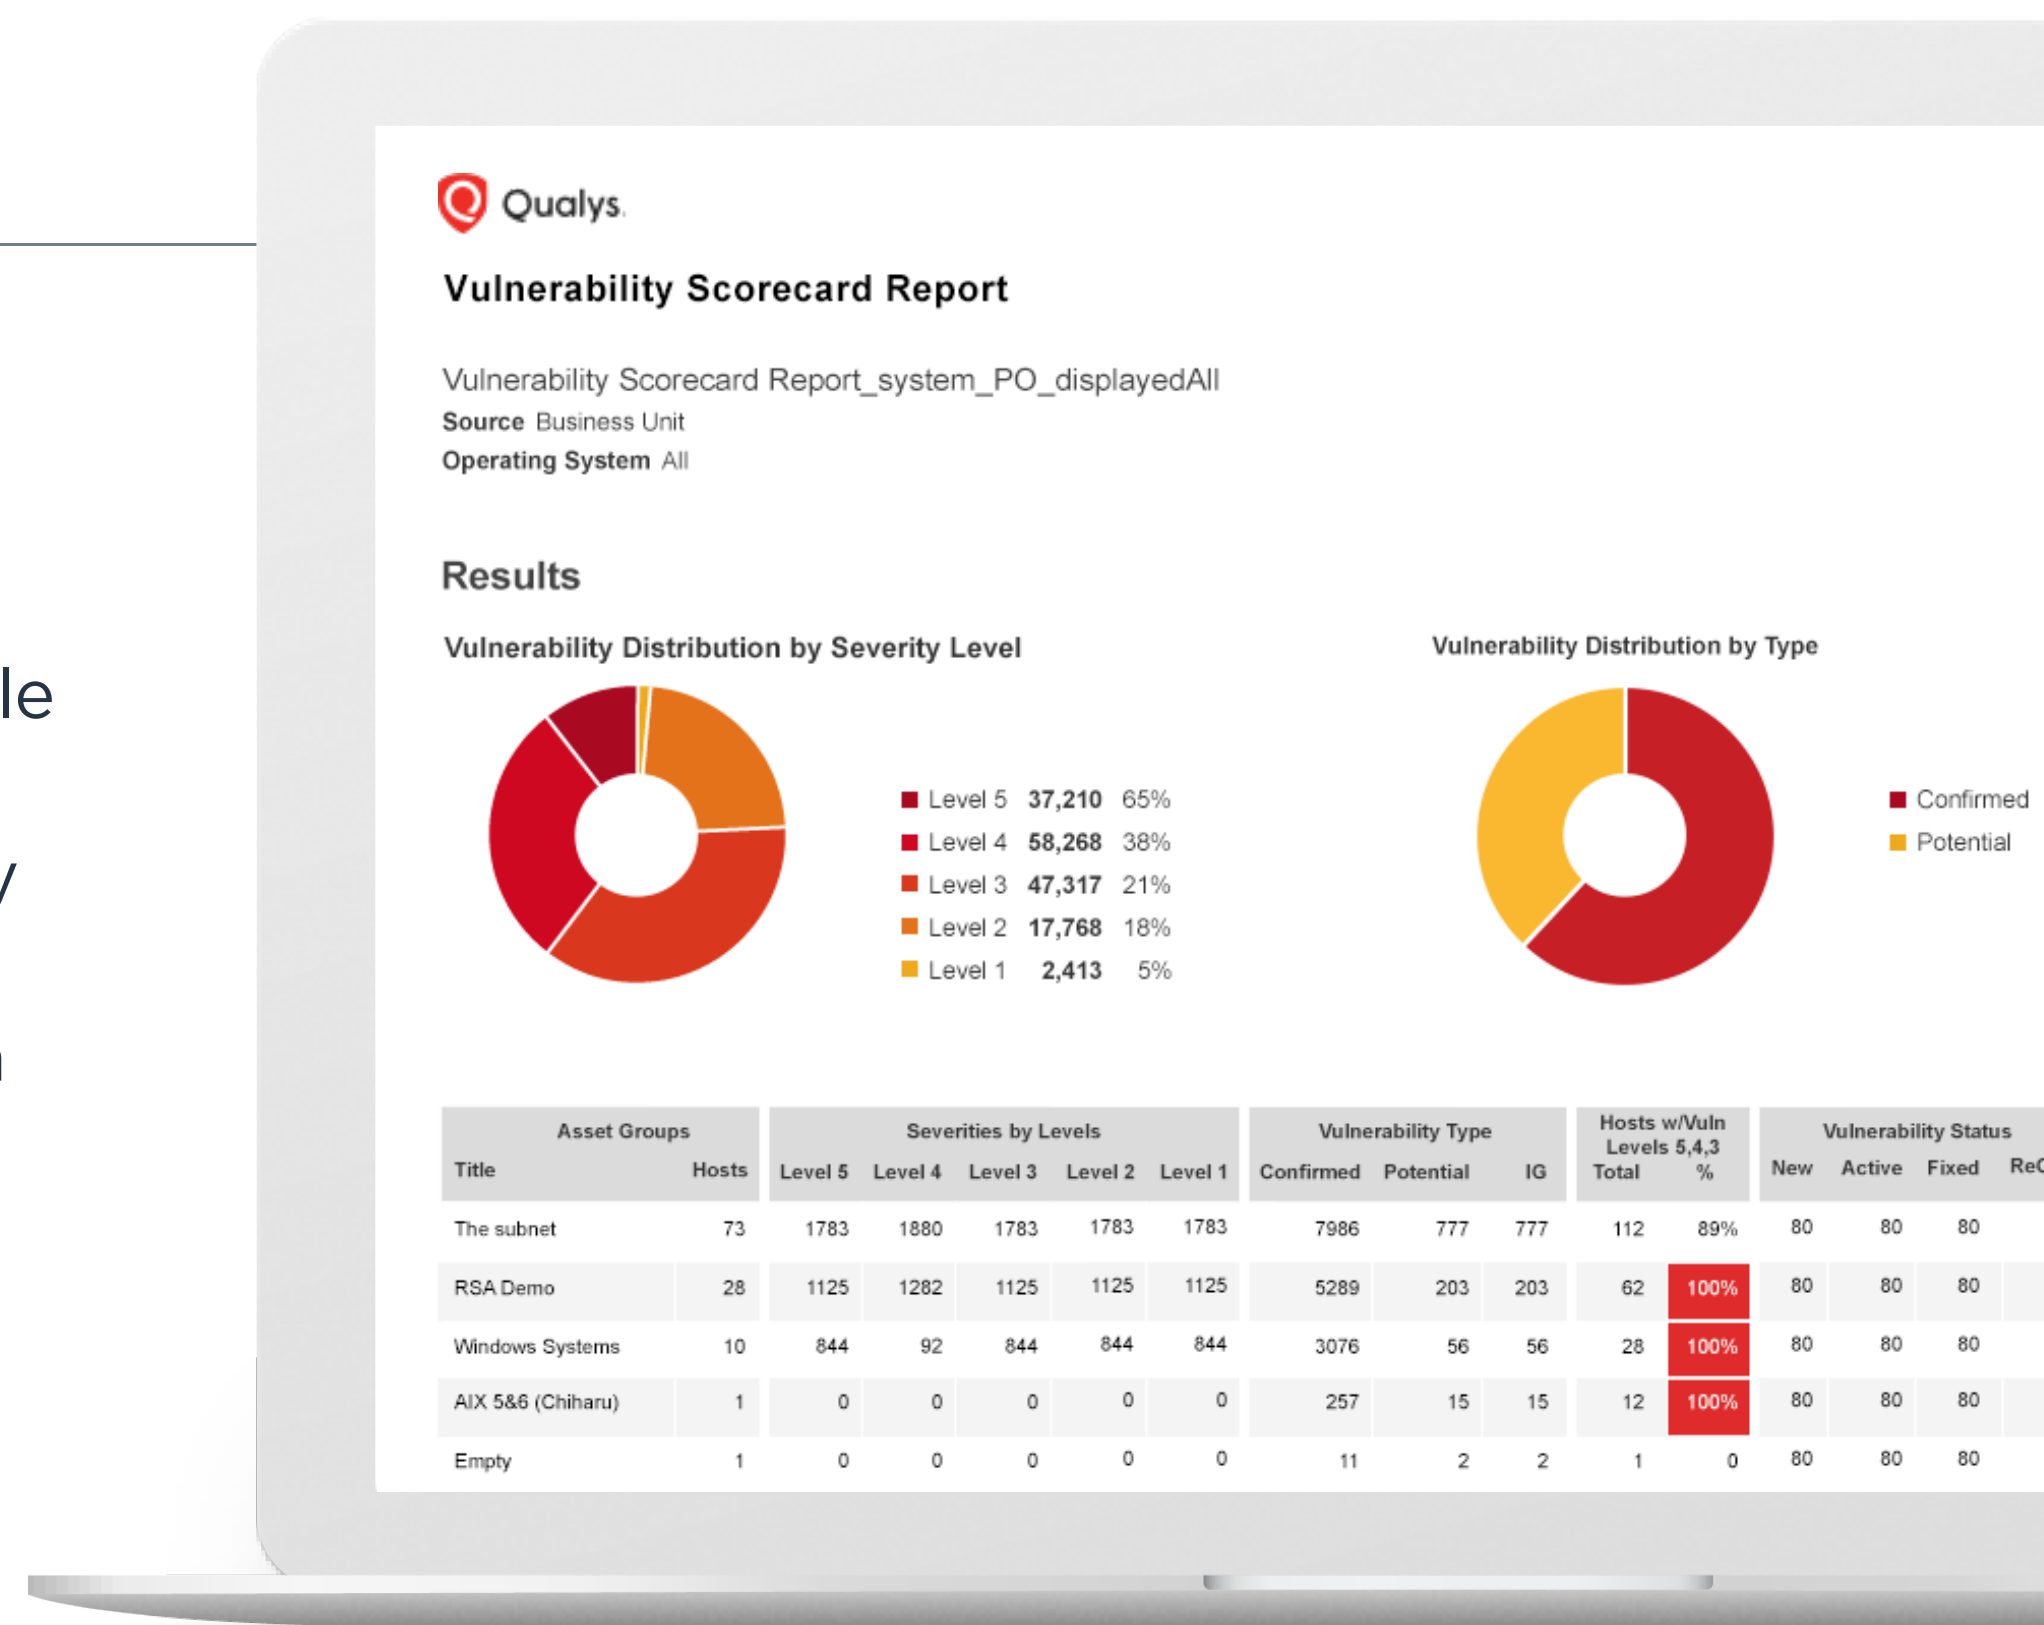 Qualys.
Vulnerability Scorecard Report
Vulnerability Scorecard Report_system_PO_displayedAll
Source Business Unit
Operating System All
Results
Vulnerability Distribution by Severity Level
Level 5 37,210 65%
Level 4 58,268 38%
Level 3 47,317 21%
Level 2 17,768 18%
Level 1 2,413 5%
Vulnerability Distribution by Type
Confirmed
Potential
le
y
Asset Groups Severities by Levels Vulnerability Type Hosts w/Vuln Levels 5,4,3 Vulnerability Status
Title Hosts Level 5 Level 4 Level 3 Level 2 Level 1 Confirmed Potential IG Total % New Active Fixed
The subnet 73 1783 1880 1783 1783 1783 7986 777 777 112 89% 80 80 80
RSA Demo 28 1125 1282 1125 1125 1125 5289 203 203 62 100% 80 80 80
Windows Systems 10 844 92 844 844 844 3076 56 56 28 100% 80 80 80
AIX 5&6 (Chiharu) 1 0 0 0 0 0 257 15 15 12 100% 80 80 80
Empty 1 0 0 0 0 0 11 2 2 1 0 80 80 80